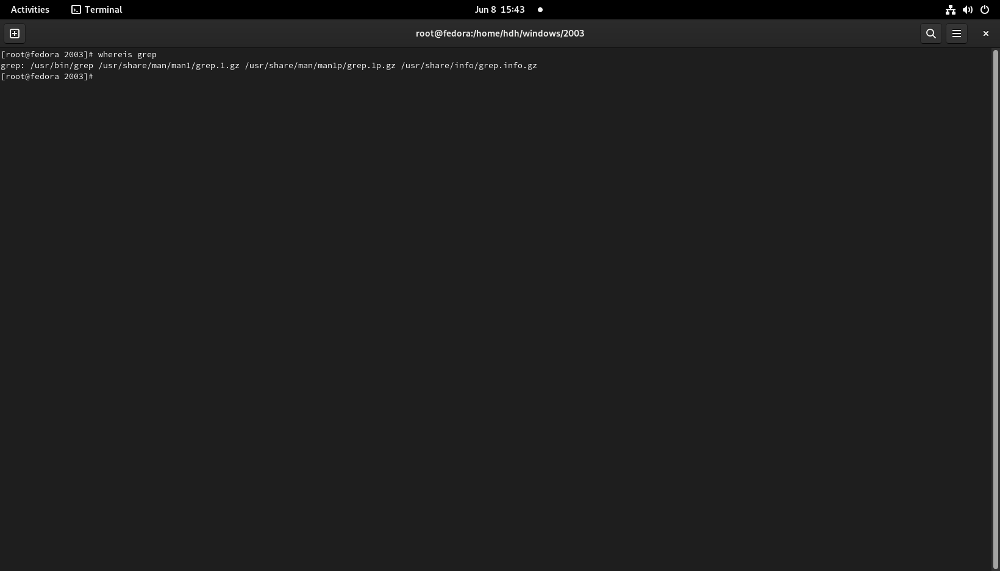 Activities Terminal Jun 8 15:43
root@fedora:/home/hdh/windows/2003
[root@fedora 2003]# whereis grep
grep: /usr/bin/grep /usr/share/man/man1/grep.1.gz /usr/share/man/man1p/grep.1p.gz /usr/share/info/grep.info.gz
[root@fedora 2003]#